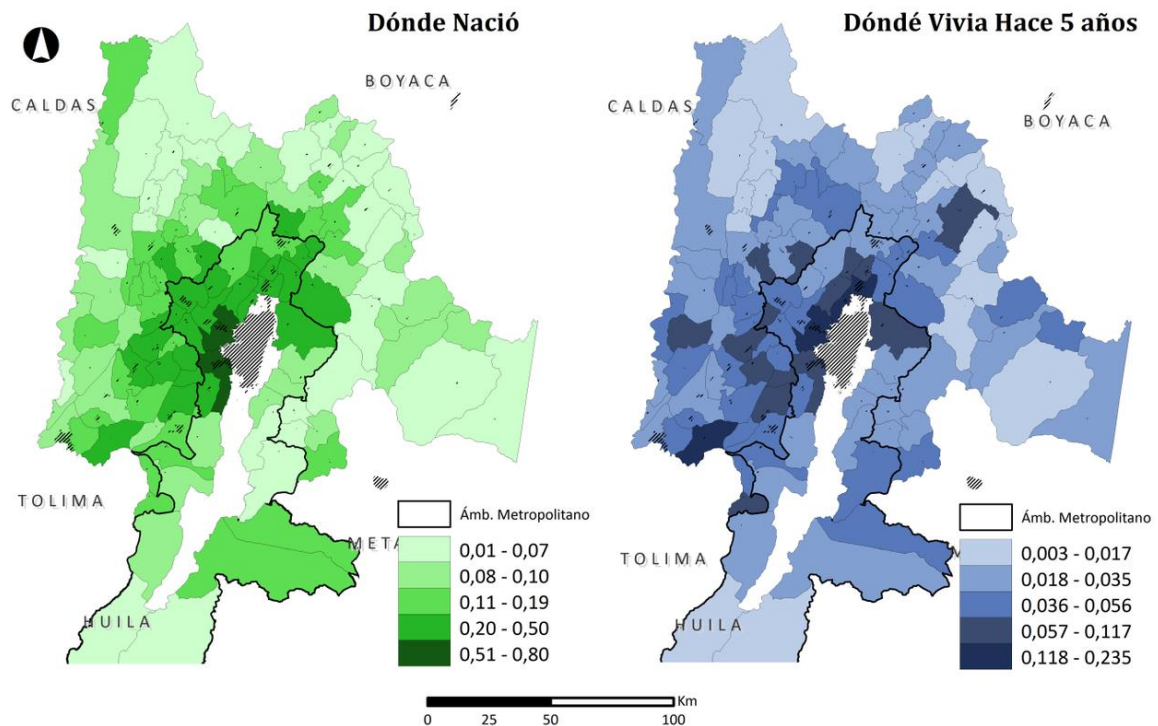 Dónde Nació
BOYACA
CALDAS
TOLIMA
META
HUILA
Ámb. Metropolitano
0,01 - 0,07
0,08 - 0,10
0,11 - 0,19
0,20 - 0,50
0,51 - 0,80
Dóndé Vivia Hace 5 años
CALDAS
BOYACA
TOLIMA
M
HUILA
Ámb. Metropolitano
0,003 - 0,017
0,018 - 0,035
0,036 - 0,056
0,057 - 0,117
0,118 - 0,235
Km
0 25 50 100